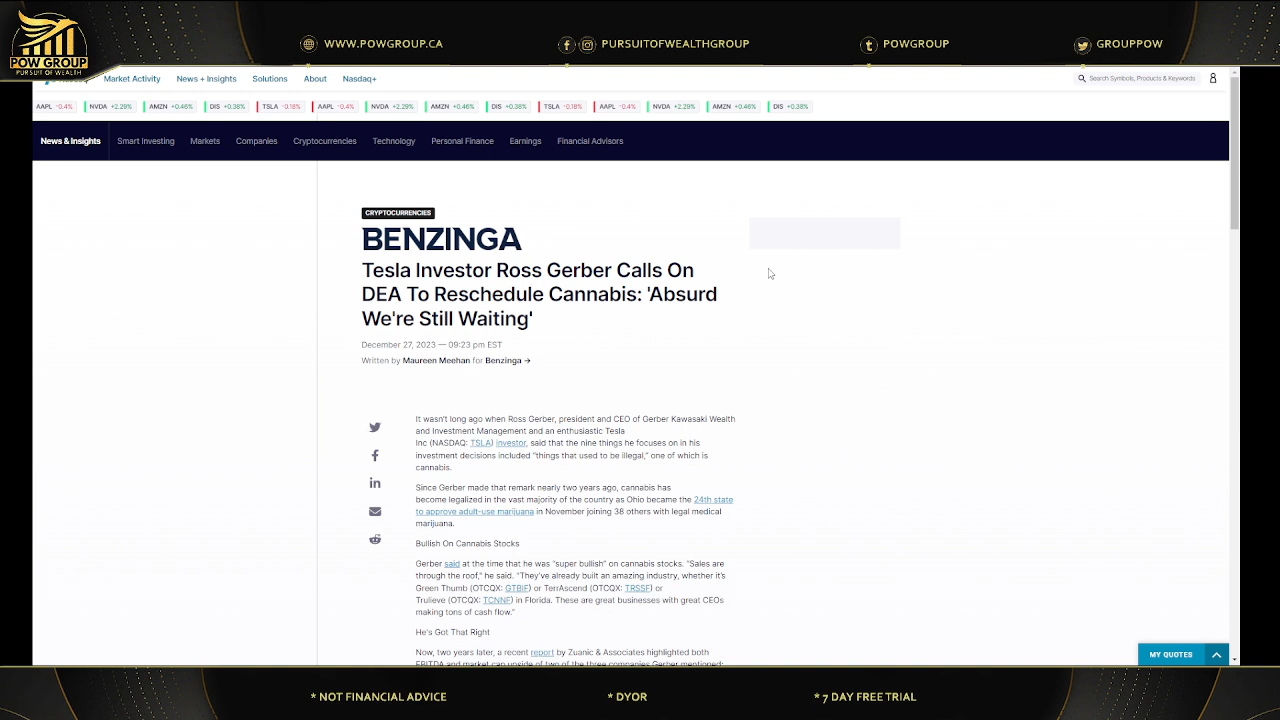 POW GROUP
PURSUIT OF WEALTH
WWW.POWGROUP.CA
PURSUITOFWEALTHGROUP
POWGROUP
GROUPPOW
Market Activity News + Insights Solutions About Nasdaq+
Search Symbols, Products & Keywords
AAPL -0.4% NVDA +2.29% AMZN +0.46% DIS +0.38% TSLA -0.18% AAPL -0.4% NVDA +2.29% AMZN +0.46% DIS +0.38% TSLA -0.18% AAPL -0.4% NVDA +2.29% AMZN +0.46% DIS +0.38%
News & Insights Smart Investing Markets Companies Cryptocurrencies Technology Personal Finance Earnings Financial Advisors
CRYPTOCURRENCIES
BENZINGA
Tesla Investor Ross Gerber Calls On
DEA To Reschedule Cannabis: 'Absurd
We're Still Waiting'
December 27, 2023 — 09:23 pm EST
Written by Maureen Meehan for Benzinga →
It wasn't long ago when Ross Gerber, president and CEO of Gerber Kawasaki Wealth
and Investment Management and an enthusiastic Tesla
Inc (NASDAQ: TSLA) investor, said that the nine things he focuses on in his
investment decisions included "things that used to be illegal," one of which is
cannabis.
Since Gerber made that remark nearly two years ago, cannabis has
become legalized in the vast majority of the country as Ohio became the 24th state
to approve adult-use marijuana in November joining 38 others with legal medical
marijuana.
Bullish On Cannabis Stocks
Gerber said at the time that he was "super bullish" on cannabis stocks. "Sales are
through the roof," he said. "They've already built an amazing industry, whether it's
Green Thumb (OTCQX: GTBIF) or TerrAscend (OTCQX: TRSSF) or
Trulieve (OTCQX: TCNNF) in Florida. These are great businesses with great CEOs
making tons of cash flow."
He's Got That Right
Now, two years later, a recent report by Zuanic & Associates highlighted both
EBITDA and market cap upside of two of the three companies Gerber mentioned:
MY QUOTES
* NOT FINANCIAL ADVICE
* DYOR
* 7 DAY FREE TRIAL